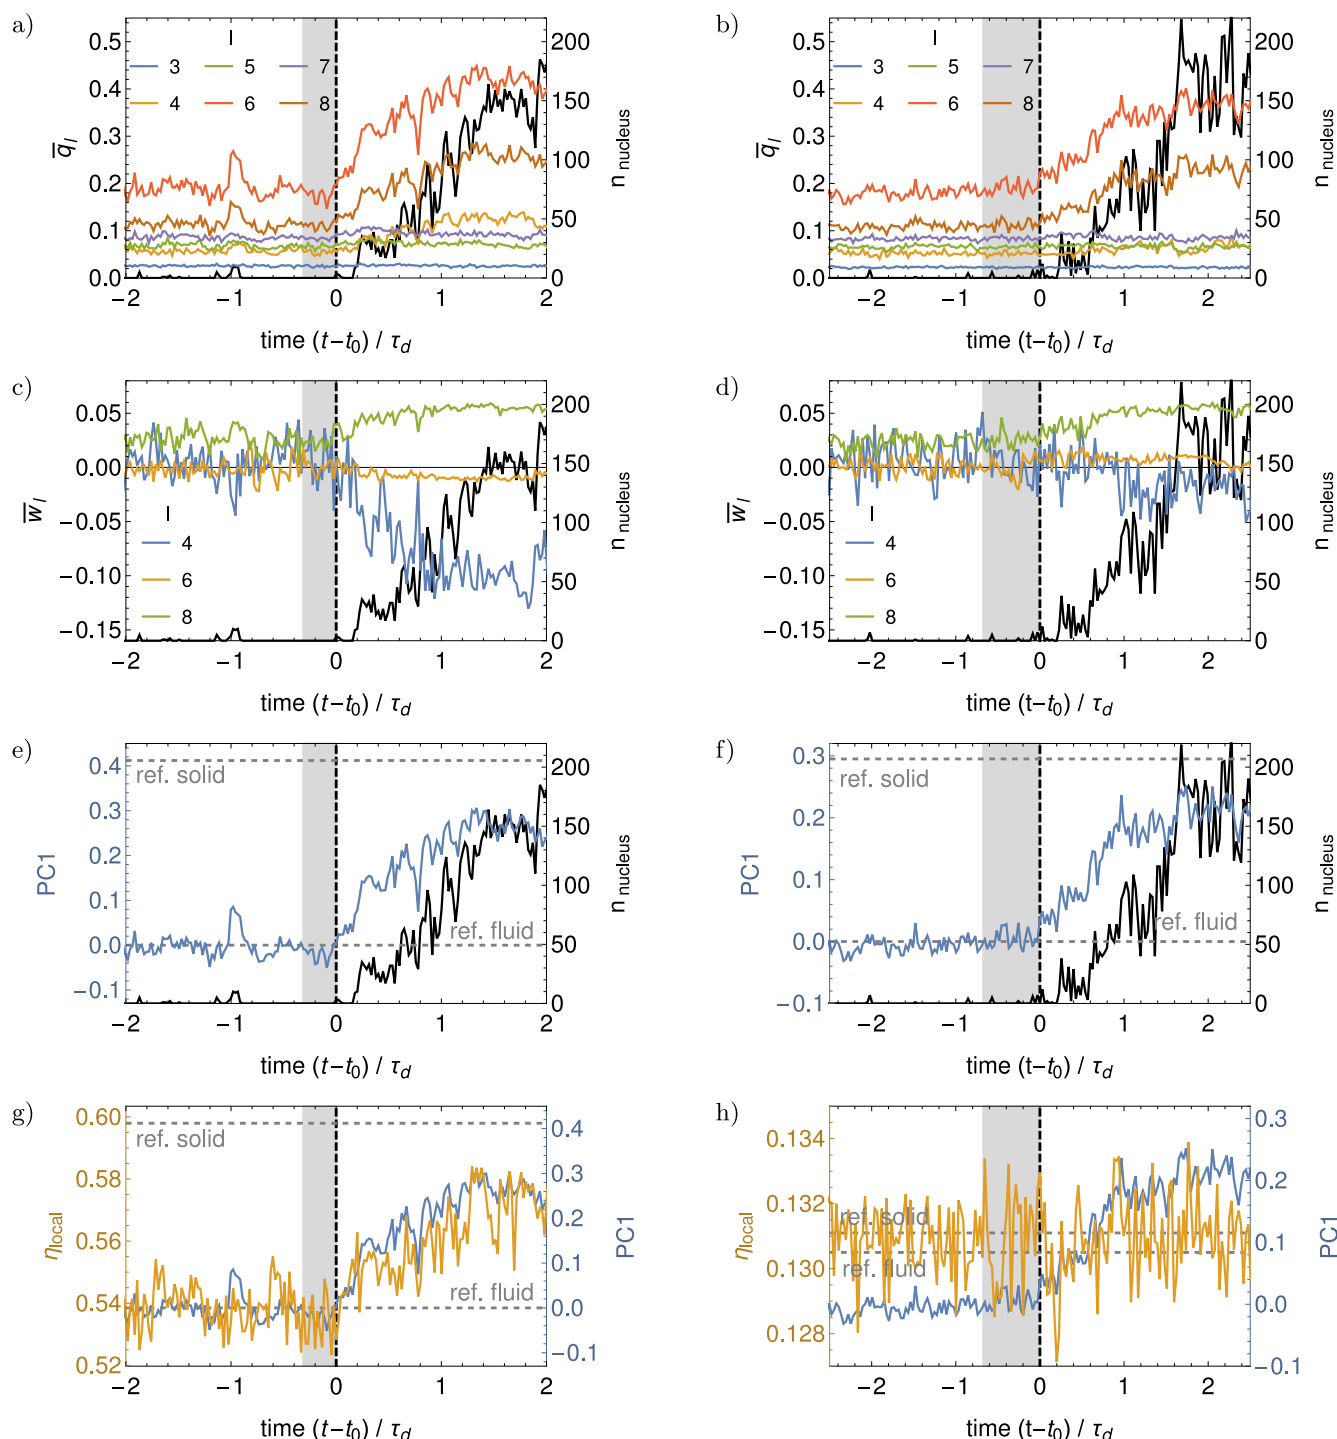 a)
l
3 5 7
4 6 8
0.5
0.4
0.3
0.2
0.1
0.0
q̅l
200
150
100
50
0
n nucleus
−2 −1 0 1 2
time (t−t0) / τd
b)
l
3 5 7
4 6 8
0.5
0.4
0.3
0.2
0.1
0.0
q̅l
200
150
100
50
0
n nucleus
−2 −1 0 1 2
time (t−t0) / τd
c)
0.05
0.00
−0.05
−0.10
−0.15
w̅l
l
4
6
8
200
150
100
50
0
n nucleus
−2 −1 0 1 2
time (t−t0) / τd
d)
0.05
0.00
−0.05
−0.10
−0.15
w̅l
l
4
6
8
200
150
100
50
0
n nucleus
−2 −1 0 1 2
time (t−t0) / τd
e)
0.4
0.3
0.2
0.1
0.0
−0.1
PC1
ref. solid
ref. fluid
200
150
100
50
0
n nucleus
−2 −1 0 1 2
time (t−t0) / τd
f)
0.3
0.2
0.1
0.0
−0.1
PC1
ref. solid
ref. fluid
200
150
100
50
0
n nucleus
−2 −1 0 1 2
time (t−t0) / τd
g)
0.60
0.58
0.56
0.54
0.52
ηlocal
ref. solid
ref. fluid
0.4
0.3
0.2
0.1
0.0
−0.1
PC1
−2 −1 0 1 2
time (t−t0) / τd
h)
0.134
0.132
0.130
0.128
ηlocal
ref. solid
ref. fluid
0.3
0.2
0.1
0.0
−0.1
PC1
−2 −1 0 1 2
time (t−t0) / τd